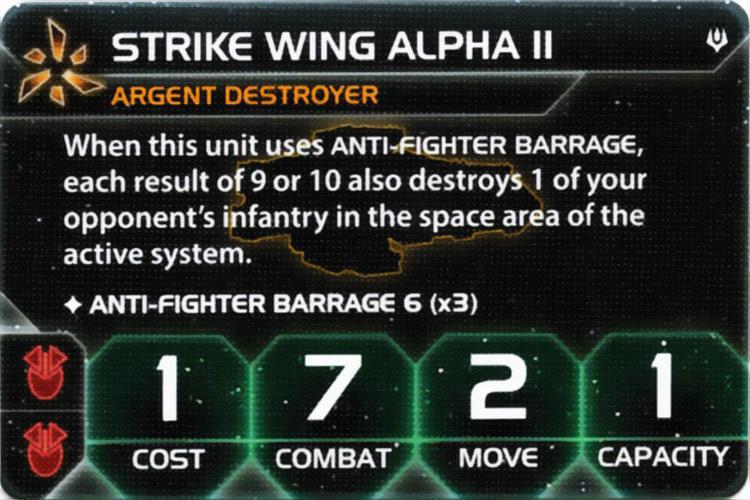 STRIKE WING ALPHA II
ARGENT DESTROYER
When this unit uses ANTI-FIGHTER BARRAGE,
each result of 9 or 10 also destroys 1 of your
opponent's infantry in the space area of the
active system.
✦ ANTI-FIGHTER BARRAGE 6 (x3)
1 7 2 1
COST COMBAT MOVE CAPACITY